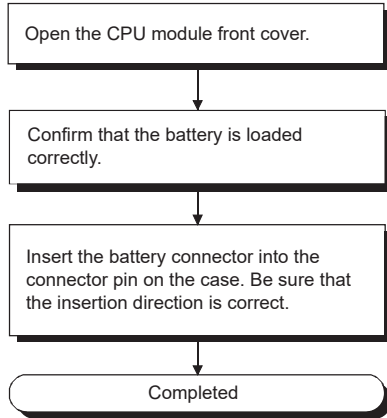 Open the CPU module front cover.
Confirm that the battery is loaded
correctly.
Insert the battery connector into the
connector pin on the case. Be sure that
the insertion direction is correct.
Completed